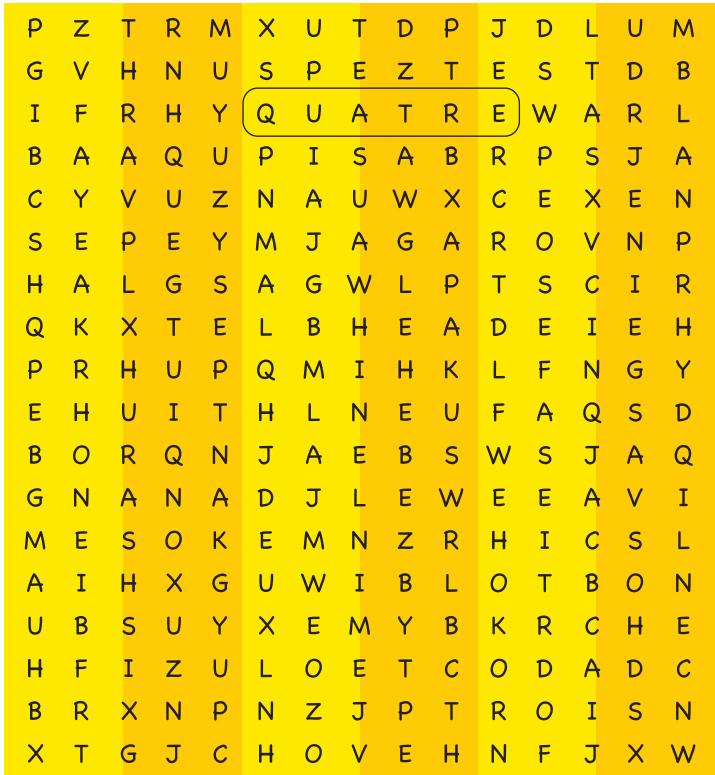 P Z T R M X U T D P J D L U M
G V H N U S P E Z T E S T D B
I F R H Y Q U A T R E W A R L
B A A Q U P I S A B R P S J A
C Y V U Z N A U W X C E X E N
S E P E Y M J A G A R O V N P
H A L G S A G W L P T S C I R
Q K X T E L B H E A D E I E H
P R H U P Q M I H K L F N G Y
E H U I T H L N E U F A Q S D
B O R Q N J A E B S W S J A Q
G N A N A D J L E W E E A V I
M E S O K E M N Z R H I C S L
A I H X G U W I B L O T B O N
U B S U Y X E M Y B K R C H E
H F I Z U L O E T C O D A D C
B R X N P N Z J P T R O I S N
X T G J C H O V E H N F J X W